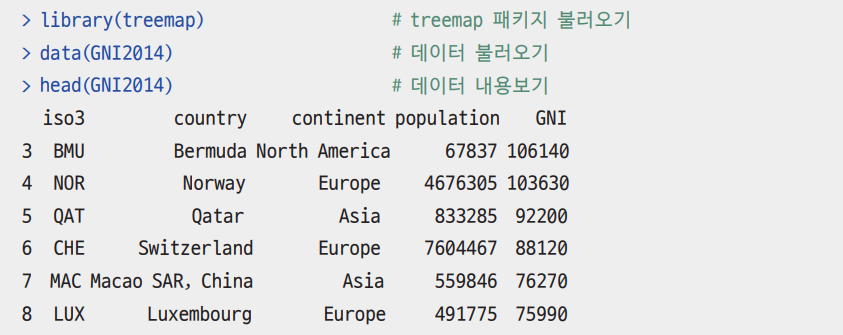 > library(treemap) # treemap 패키지 불러오기
> data(GNI2014) # 데이터 불러오기
> head(GNI2014) # 데이터 내용보기
iso3 country continent population GNI
3 BMU Bermuda North America 67837 106140
4 NOR Norway Europe 4676305 103630
5 QAT Qatar Asia 833285 92200
6 CHE Switzerland Europe 7604467 88120
7 MAC Macao SAR, China Asia 559846 76270
8 LUX Luxembourg Europe 491775 75990